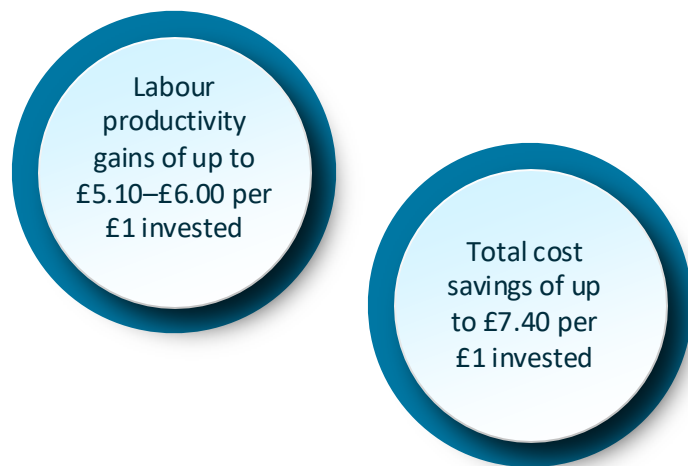 Labour
productivity
gains of up to
£5.10–£6.00 per
£1 invested
Total cost
savings of up
to £7.40 per
£1 invested